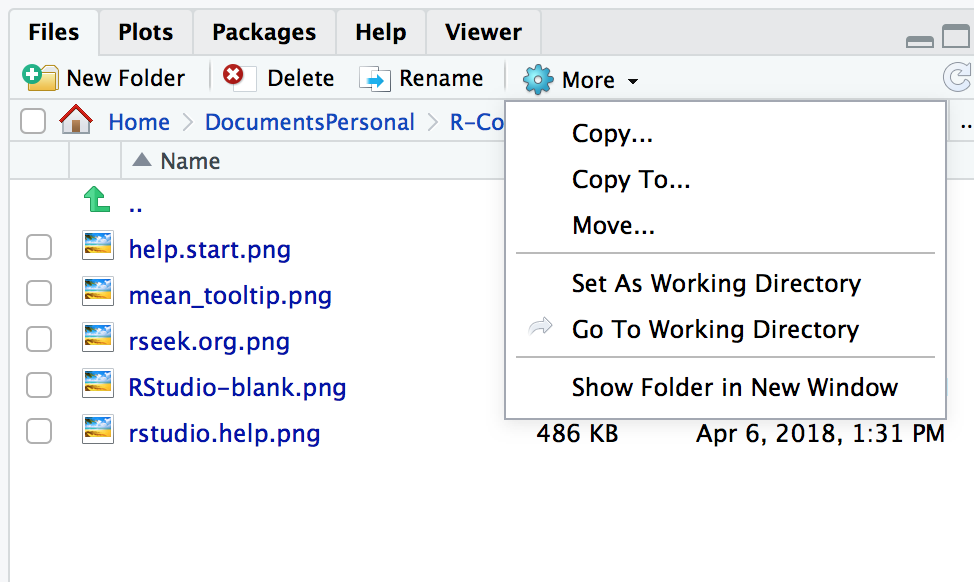 Files Plots Packages Help Viewer
New Folder Delete Rename More
Home DocumentsPersonal R-Co ..
Name
Copy...
Copy To...
Move...
Set As Working Directory
Go To Working Directory
Show Folder in New Window
..
help.start.png
mean_tooltip.png
rseek.org.png
RStudio-blank.png
rstudio.help.png 486 KB Apr 6, 2018, 1:31 PM